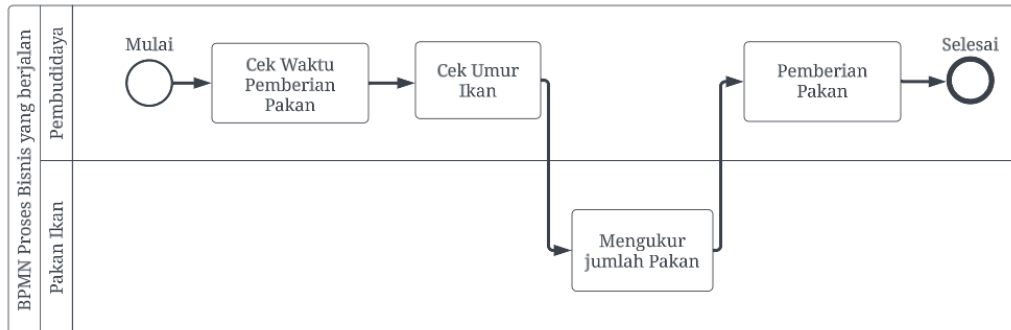 BPMN Proses Bisnis yang berjalan
Pembudidaya
Mulai
Cek Waktu
Pemberian
Pakan
Cek Umur
Ikan
Pemberian
Pakan
Selesai
Pakan Ikan
Mengukur
jumlah Pakan